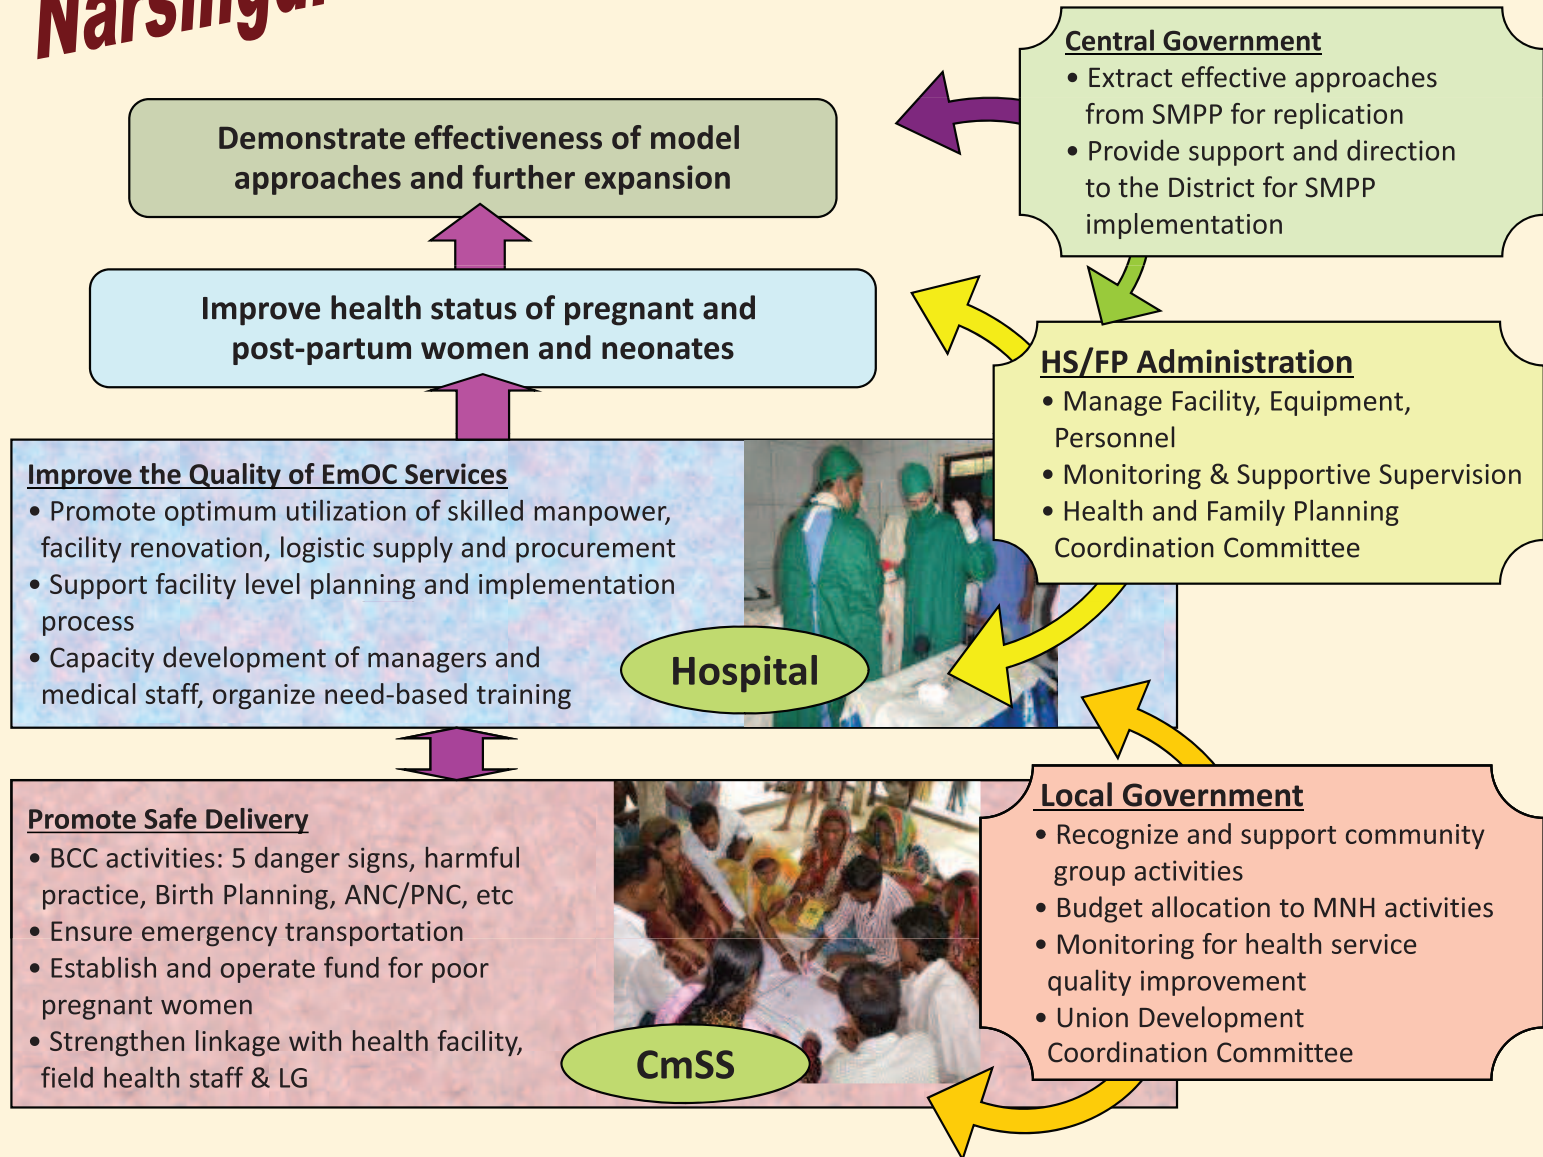 Demonstrate effectiveness of model
approaches and further expansion
Improve health status of pregnant and
post-partum women and neonates
Improve the Quality of EmOC Services
• Promote optimum utilization of skilled manpower,
facility renovation, logistic supply and procurement
• Support facility level planning and implementation
process
• Capacity development of managers and
medical staff, organize need-based training
Hospital
Promote Safe Delivery
• BCC activities: 5 danger signs, harmful
practice, Birth Planning, ANC/PNC, etc
• Ensure emergency transportation
• Establish and operate fund for poor
pregnant women
• Strengthen linkage with health facility,
field health staff & LG
CmSS
Central Government
• Extract effective approaches
from SMPP for replication
• Provide support and direction
to the District for SMPP
implementation
HS/FP Administration
• Manage Facility, Equipment,
Personnel
• Monitoring & Supportive Supervision
• Health and Family Planning
Coordination Committee
Local Government
• Recognize and support community
group activities
• Budget allocation to MNH activities
• Monitoring for health service
quality improvement
• Union Development
Coordination Committee